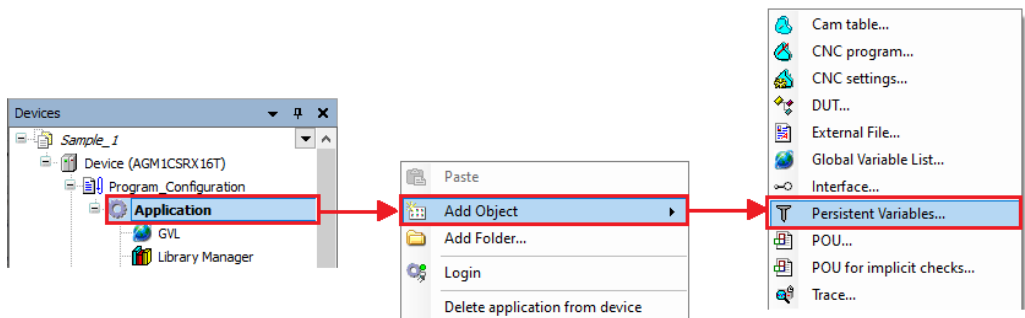 Devices
Sample_1
Device (AGM1CSRX16T)
Program_Configuration
Application
GVL
Library Manager
Paste
Add Object
Add Folder...
Login
Delete application from device
Cam table...
CNC program...
CNC settings...
DUT...
External File...
Global Variable List...
Interface...
Persistent Variables...
POU...
POU for implicit checks...
Trace...